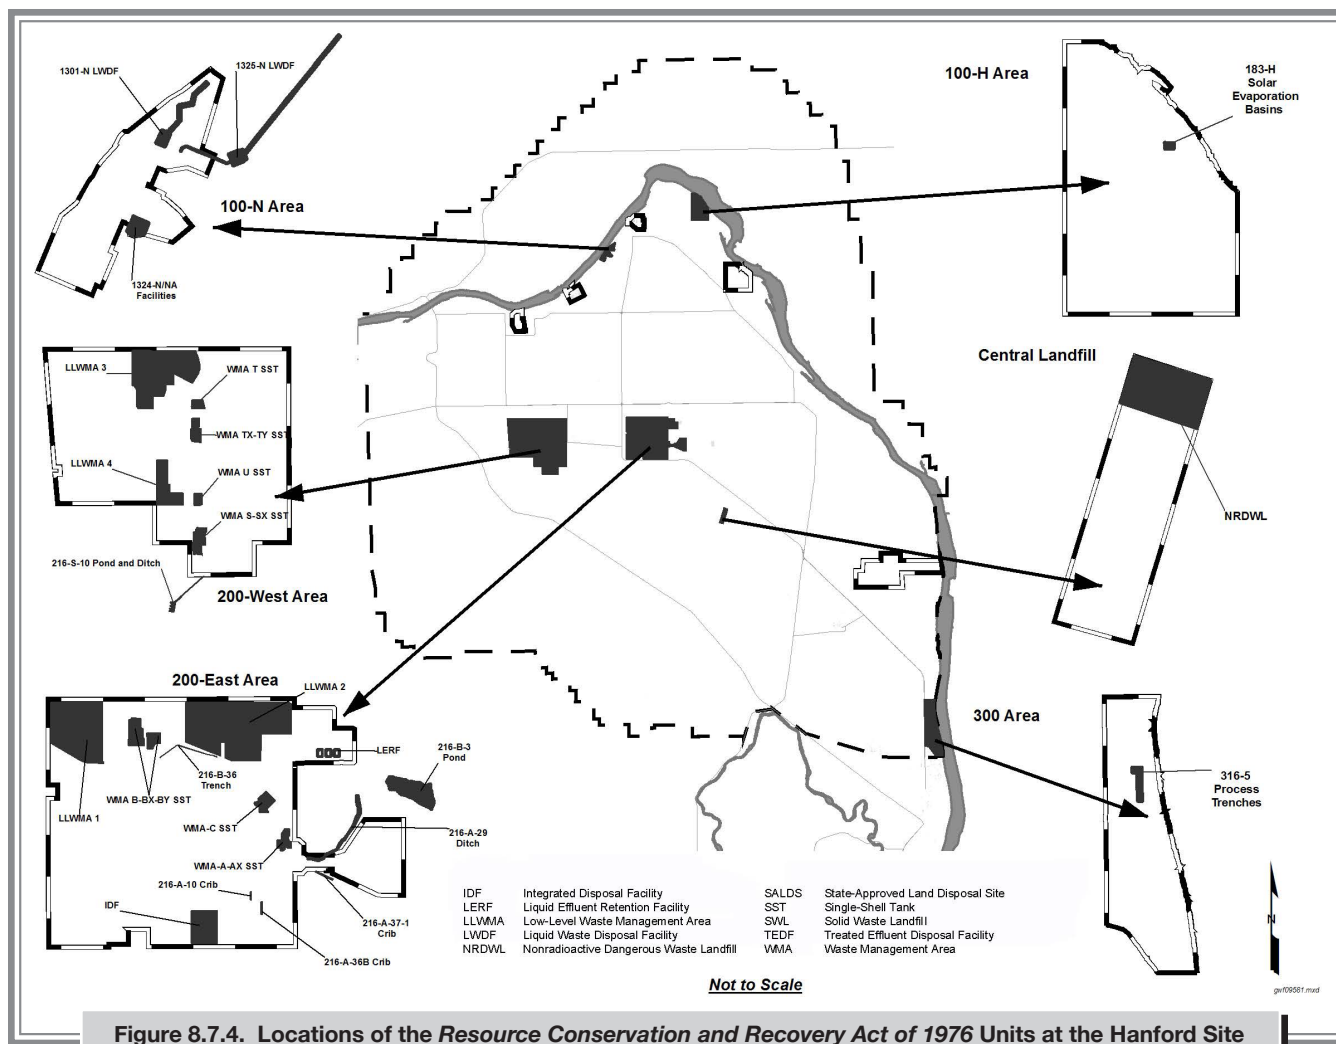 1301-N LWDF
1325-N LWDF
100-N Area
1324-N/NA
Facilities
100-H Area
183-H
Solar
Evaporation
Basins
LLWMA 3
WMA T SST
WMA TX-TY SST
LLWMA 4
WMA U SST
WMA S-SX SST
216-S-10 Pond and Ditch
200-West Area
Central Landfill
NRDWL
200-East Area
LLWMA 2
LERF
216-B-3
Pond
216-B-36
Trench
WMA B-BX-BY SST
LLWMA 1
WMA-C SST
216-A-29
Ditch
WMA-A-AX SST
216-A-10 Crib
IDF
216-A-37-1
Crib
216-A-36B Crib
300 Area
316-5
Process
Trenches
IDF Integrated Disposal Facility
LERF Liquid Effluent Retention Facility
LLWMA Low-Level Waste Management Area
LWDF Liquid Waste Disposal Facility
NRDWL Nonradioactive Dangerous Waste Landfill
SALDS State-Approved Land Disposal Site
SST Single-Shell Tank
SWL Solid Waste Landfill
TEDF Treated Effluent Disposal Facility
WMA Waste Management Area
N
Not to Scale
gwf09581.mxd
Figure 8.7.4. Locations of the Resource Conservation and Recovery Act of 1976 Units at the Hanford Site